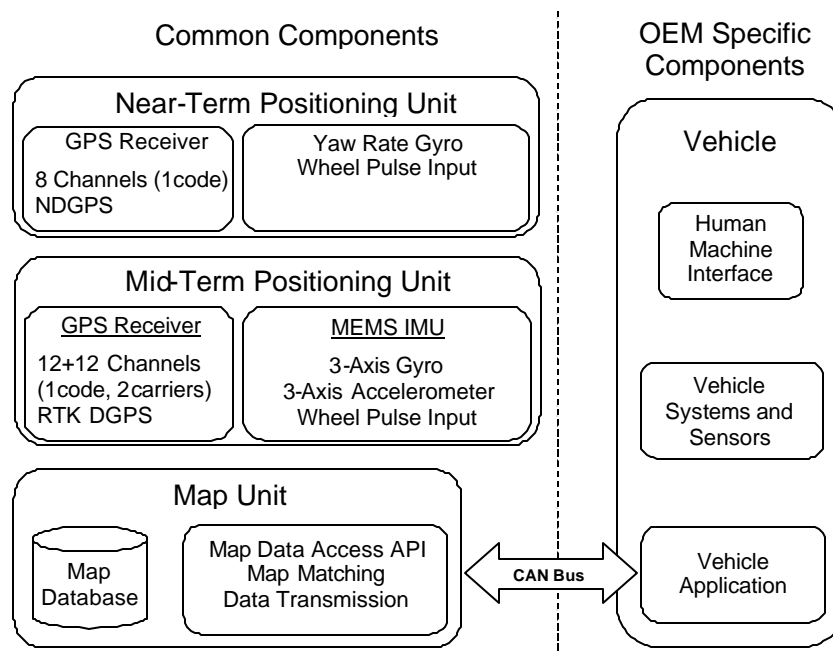 Common Components
OEM Specific
Components
Near-Term Positioning Unit
GPS Receiver
8 Channels (1code)
NDGPS
Yaw Rate Gyro
Wheel Pulse Input
Mid-Term Positioning Unit
GPS Receiver
12+12 Channels
(1code, 2carriers)
RTK DGPS
MEMS IMU
3-Axis Gyro
3-Axis Accelerometer
Wheel Pulse Input
Map Unit
Map
Database
Map Data Access API
Map Matching
Data Transmission
CAN Bus
Vehicle
Human
Machine
Interface
Vehicle
Systems and
Sensors
Vehicle
Application